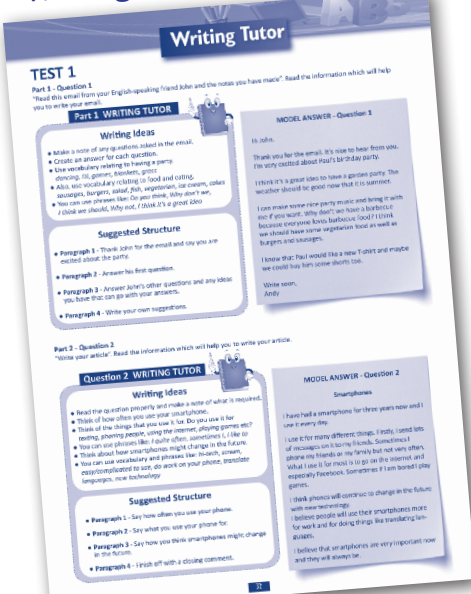 Writing Tutor
TEST 1
Part 1 - Question 1
"Read this email from your English-speaking friend John and the notes you have made". Read the information which will help
you to write your email.
Part 1 WRITING TUTOR
Writing Ideas
• Make a note of any questions asked in the email.
• Create an answer for each question.
• Use vocabulary relating to having a party.
dancing, DJ, games, blenders, grass
• Also, use vocabulary relating to food and eating.
sausages, burgers, salad, fish, vegetarian, ice cream, cakes
• You can use phrases like: Do you think, Why don't we,
I think we should, Why not, I think it's a great idea
Suggested Structure
• Paragraph 1 - Thank John for the email and say you are
excited about the party.
• Paragraph 2 - Answer his first question.
• Paragraph 3 - Answer John's other questions and any ideas
you have that can go with your answers.
• Paragraph 4 - Write your own suggestions.
MODEL ANSWER - Question 1
Hi John,
Thank you for the email. It's nice to hear from you.
I'm very excited about Paul's birthday party.
I think it's a great idea to have a garden party. The
weather should be good now that it is summer.
I can make some nice party music and bring it with
me if you want. Why don't we have a barbecue
because everyone loves barbecue food? I think
we should have some vegetarian food as well as
burgers and sausages.
I know that Paul would like a new T-shirt and maybe
we could buy him some shorts too.
Write soon,
Andy
Part 2 - Question 2
"Write your article". Read the information which will help you to write your article.
Question 2 WRITING TUTOR
Writing Ideas
• Read the question properly and make a note of what is required.
• Think of how often you use your smartphone.
• Think of the things that you use it for. Do you use it for
texting, phoning people, using the internet, playing games etc?
• You can use phrases like: I quite often, sometimes I, I like to
• Think about how smartphones might change in the future.
• You can use vocabulary and phrases like: hi-tech, screen,
easy/complicated to use, do work on your phone, translate
languages, new technology
Suggested Structure
• Paragraph 1 - Say how often you use your phone.
• Paragraph 2 - Say what you use your phone for.
• Paragraph 3 - Say how you think smartphones might change
in the future.
• Paragraph 4 - Finish off with a closing comment.
MODEL ANSWER - Question 2
Smartphones
I have had a smartphone for three years now and I
use it every day.
I use it for many different things. Firstly, I send lots
of messages on it to my friends. Sometimes I
phone my friends or my family but not very often.
What I use it for most is to go on the internet and
especially Facebook. Sometimes if I am bored I play
games.
I think phones will continue to change in the future
with new technology.
I believe people will use their smartphones more
for work and for doing things like translating lan-
guages.
I believe that smartphones are very important now
and they will always be.
32